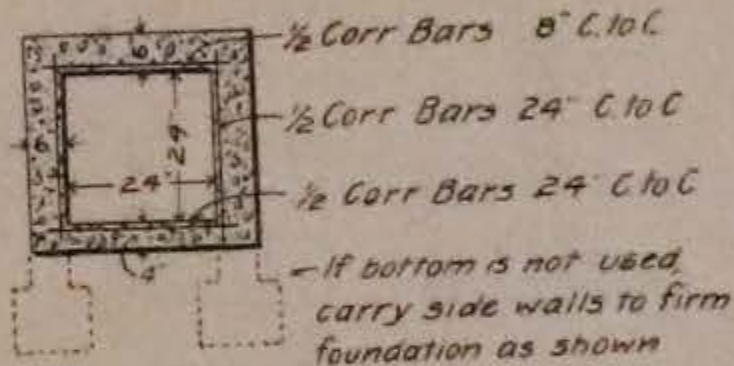 ½ Corr Bars 8" C. to C
6"
½ Corr Bars 24" C. to C
24"
6"
24"
½ Corr Bars 24" C to C
4"
If bottom is not used,
carry side walls to firm
foundation as shown